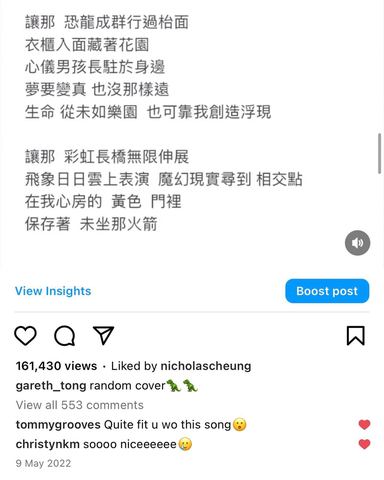 讓那 恐龍成群行過枱面
衣櫃入面藏著花園
心儀男孩長駐於身邊
夢要變真 也沒那樣遠
生命 從未如樂園 也可靠我創造浮現
讓那 彩虹長橋無限伸展
飛象日日雲上表演 魔幻現實尋到 相交點
在我心房的 黃色 門裡
保存著 未坐那火箭
View Insights
Boost post
161,430 views · Liked by nicholascheung
gareth_tong random cover🦖🦖
View all 553 comments
tommygrooves Quite fit u wo this song😮
christynkm soooo niceeeeee🥲
9 May 2022